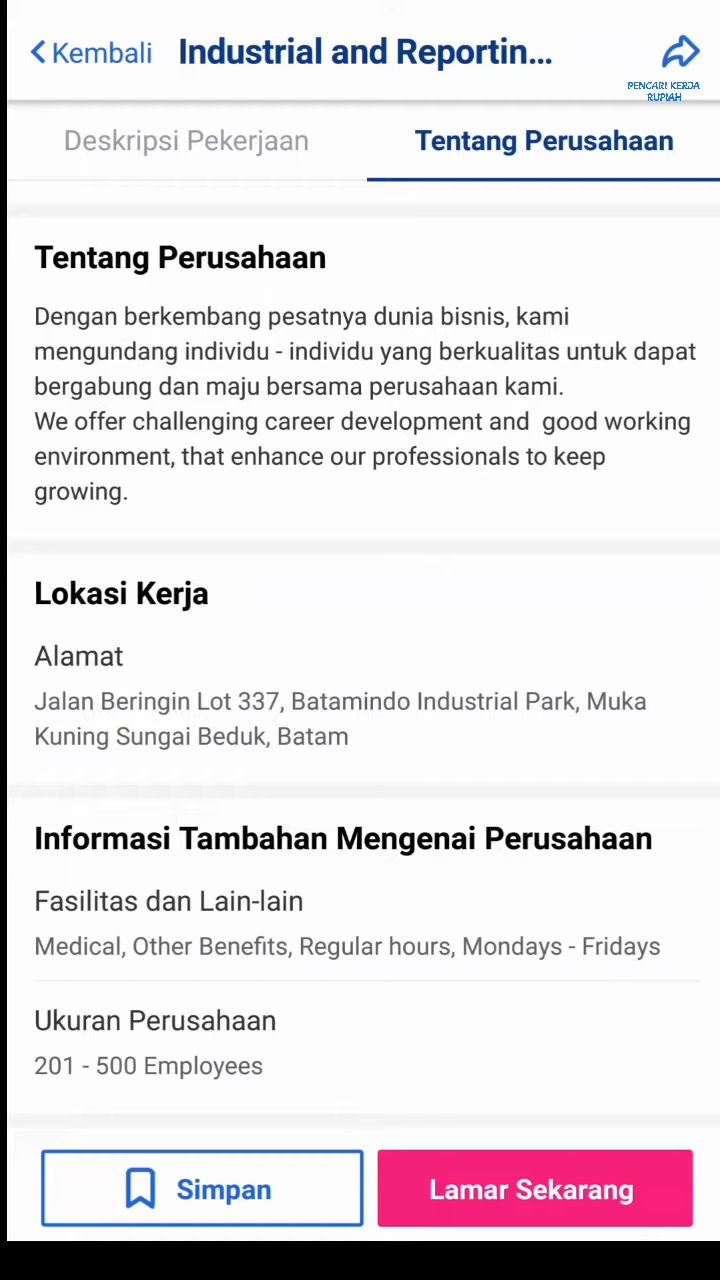 Kembali
Industrial and Reportin...
PENCARI KERJA
RUPIAH
Deskripsi Pekerjaan
Tentang Perusahaan
Tentang Perusahaan
Dengan berkembang pesatnya dunia bisnis, kami
mengundang individu - individu yang berkualitas untuk dapat
bergabung dan maju bersama perusahaan kami.
We offer challenging career development and  good working
environment, that enhance our professionals to keep
growing.
Lokasi Kerja
Alamat
Jalan Beringin Lot 337, Batamindo Industrial Park, Muka
Kuning Sungai Beduk, Batam
Informasi Tambahan Mengenai Perusahaan
Fasilitas dan Lain-lain
Medical, Other Benefits, Regular hours, Mondays - Fridays
Ukuran Perusahaan
201 - 500 Employees
Simpan
Lamar Sekarang